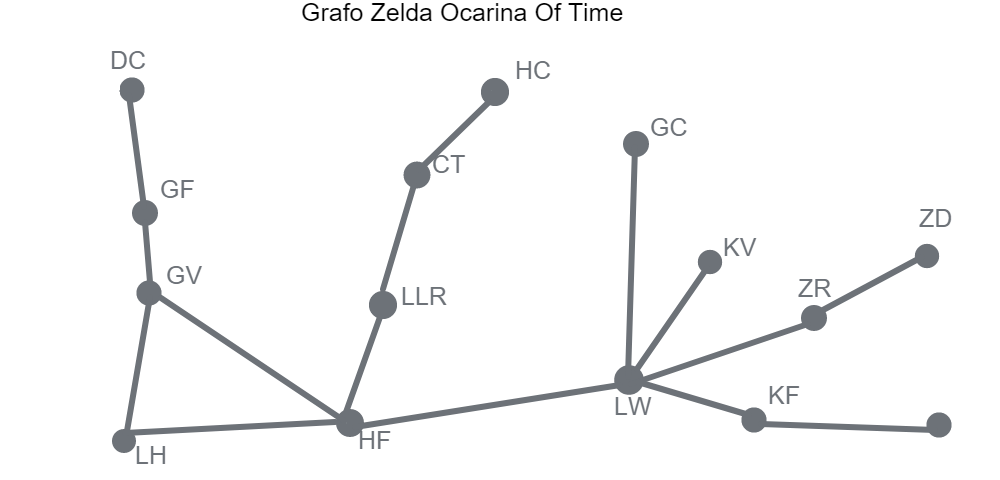 Grafo Zelda Ocarina Of Time
DC
HC
GC
CT
GF
ZD
KV
GV
ZR
LLR
KF
LW
HF
LH